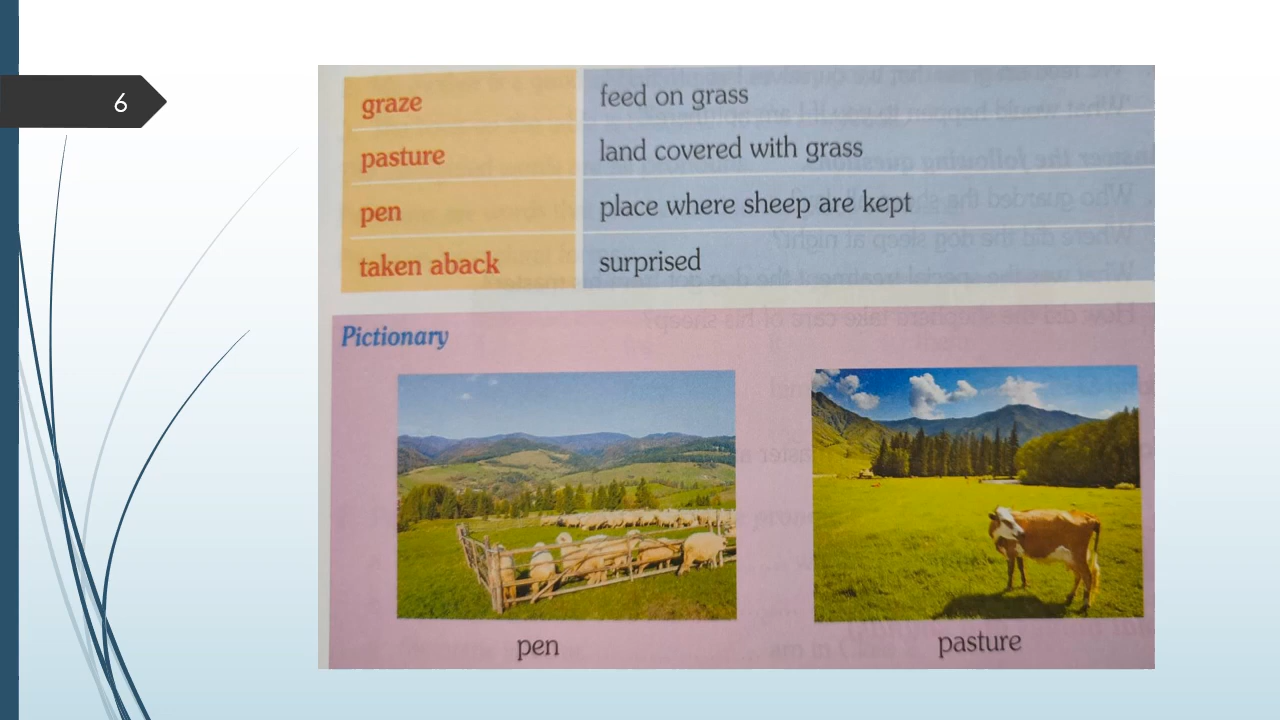 6
graze feed on grass
pasture land covered with grass
pen place where sheep are kept
taken aback surprised
Pictionary
pen
pasture